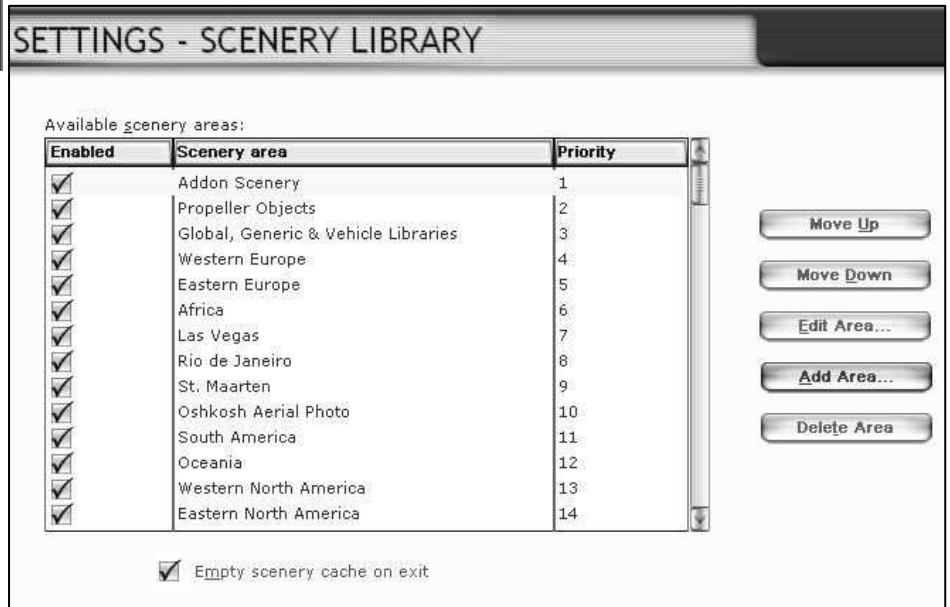 SETTINGS - SCENERY LIBRARY
Available scenery areas:
Enabled Scenery area Priority
Addon Scenery 1
Propeller Objects 2
Global, Generic & Vehicle Libraries 3
Western Europe 4
Eastern Europe 5
Africa 6
Las Vegas 7
Rio de Janeiro 8
St. Maarten 9
Oshkosh Aerial Photo 10
South America 11
Oceania 12
Western North America 13
Eastern North America 14
Move Up
Move Down
Edit Area...
Add Area...
Delete Area
Empty scenery cache on exit